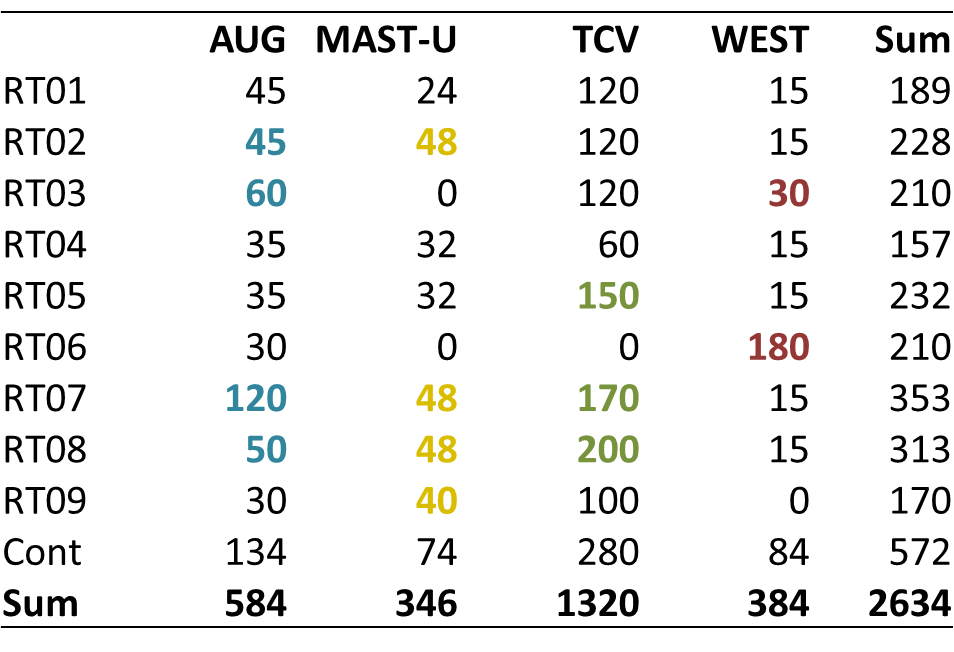 AUG MAST-U TCV WEST Sum
RT01 45 24 120 15 189
RT02 45 48 120 15 228
RT03 60 0 120 30 210
RT04 35 32 60 15 157
RT05 35 32 150 15 232
RT06 30 0 0 180 210
RT07 120 48 170 15 353
RT08 50 48 200 15 313
RT09 30 40 100 0 170
Cont 134 74 280 84 572
Sum 584 346 1320 384 2634